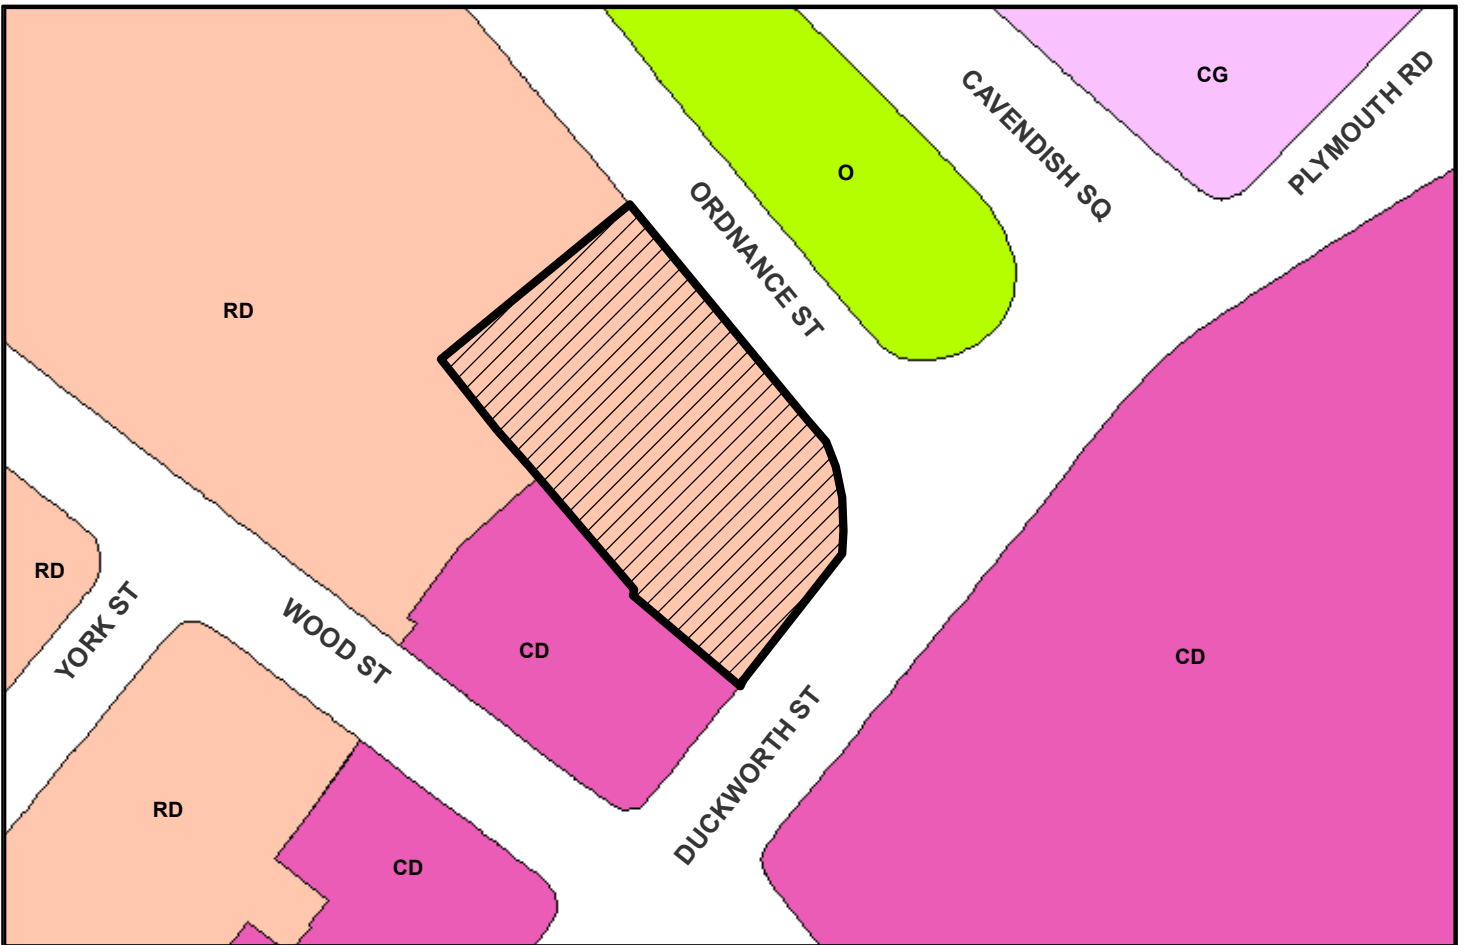 CG
PLYMOUTH RD
CAVENDISH SQ
O
ORDNANCE ST
RD
RD
YORK ST
WOOD ST
CD
CD
DUCKWORTH ST
RD
CD